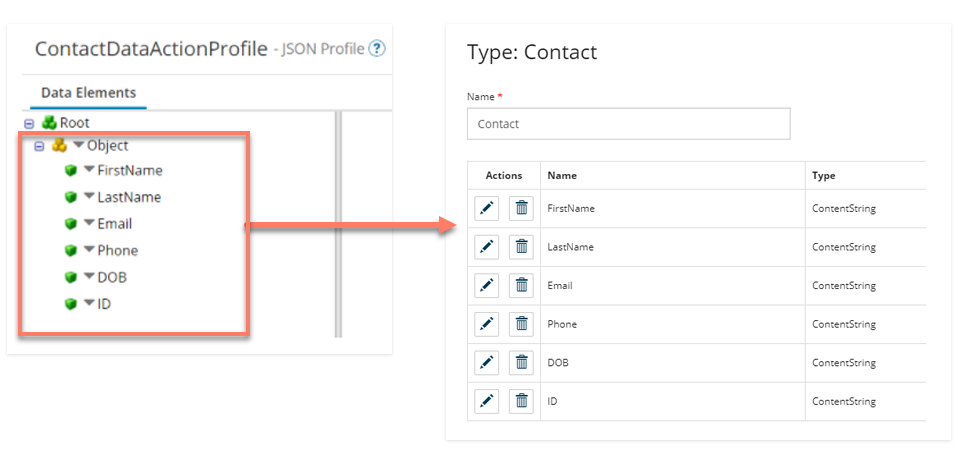 ContactDataActionProfile - JSON Profile ?
Data Elements
Root
Object
FirstName
LastName
Email
Phone
DOB
ID
Type: Contact
Name *
Contact
Actions Name Type
FirstName ContentString
LastName ContentString
Email ContentString
Phone ContentString
DOB ContentString
ID ContentString